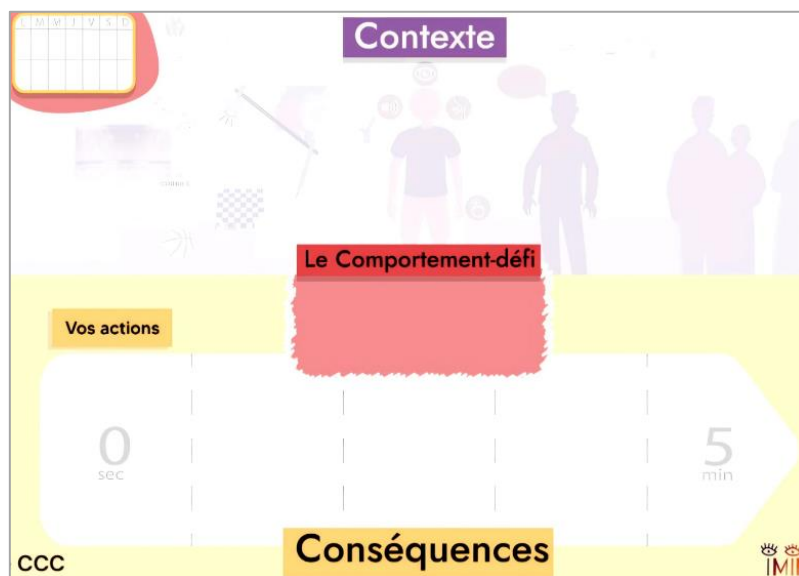 L M M J V S D
Contexte
Le Comportement-défi
Vos actions
0
sec
5
min
CCC
Conséquences